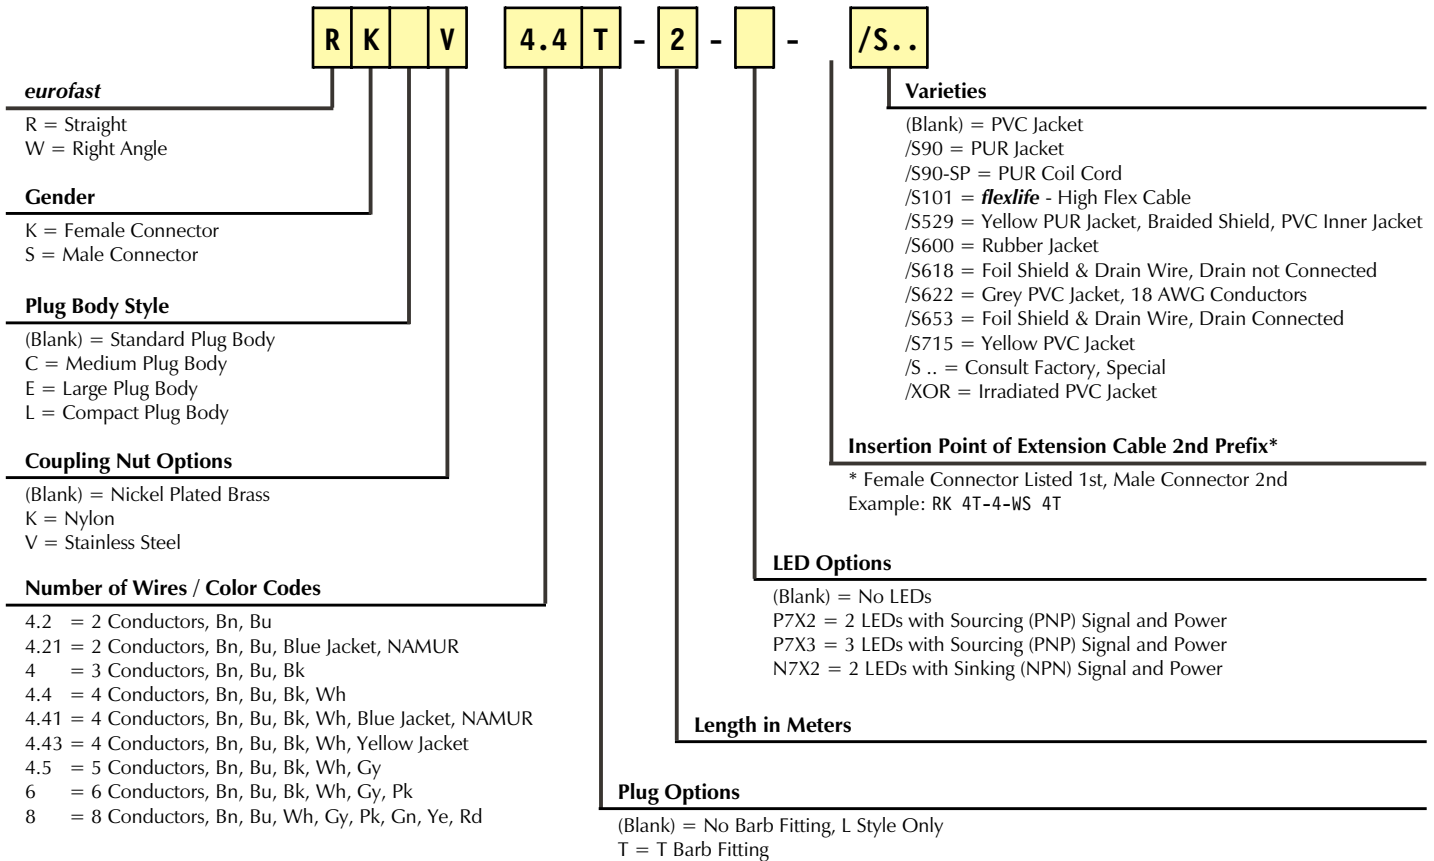 R K V 4.4 T - 2 - - /S..
eurofast
R = Straight
W = Right Angle
Gender
K = Female Connector
S = Male Connector
Plug Body Style
(Blank) = Standard Plug Body
C = Medium Plug Body
E = Large Plug Body
L = Compact Plug Body
Coupling Nut Options
(Blank) = Nickel Plated Brass
K = Nylon
V = Stainless Steel
Number of Wires / Color Codes
4.2 = 2 Conductors, Bn, Bu
4.21 = 2 Conductors, Bn, Bu, Blue Jacket, NAMUR
4 = 3 Conductors, Bn, Bu, Bk
4.4 = 4 Conductors, Bn, Bu, Bk, Wh
4.41 = 4 Conductors, Bn, Bu, Bk, Wh, Blue Jacket, NAMUR
4.43 = 4 Conductors, Bn, Bu, Bk, Wh, Yellow Jacket
4.5 = 5 Conductors, Bn, Bu, Bk, Wh, Gy
6 = 6 Conductors, Bn, Bu, Bk, Wh, Gy, Pk
8 = 8 Conductors, Bn, Bu, Wh, Gy, Pk, Gn, Ye, Rd
Varieties
(Blank) = PVC Jacket
/S90 = PUR Jacket
/S90-SP = PUR Coil Cord
/S101 = flexlife - High Flex Cable
/S529 = Yellow PUR Jacket, Braided Shield, PVC Inner Jacket
/S600 = Rubber Jacket
/S618 = Foil Shield & Drain Wire, Drain not Connected
/S622 = Grey PVC Jacket, 18 AWG Conductors
/S653 = Foil Shield & Drain Wire, Drain Connected
/S715 = Yellow PVC Jacket
/S .. = Consult Factory, Special
/XOR = Irradiated PVC Jacket
Insertion Point of Extension Cable 2nd Prefix*
* Female Connector Listed 1st, Male Connector 2nd
Example: RK 4T-4-WS 4T
LED Options
(Blank) = No LEDs
P7X2 = 2 LEDs with Sourcing (PNP) Signal and Power
P7X3 = 3 LEDs with Sourcing (PNP) Signal and Power
N7X2 = 2 LEDs with Sinking (NPN) Signal and Power
Length in Meters
Plug Options
(Blank) = No Barb Fitting, L Style Only
T = T Barb Fitting